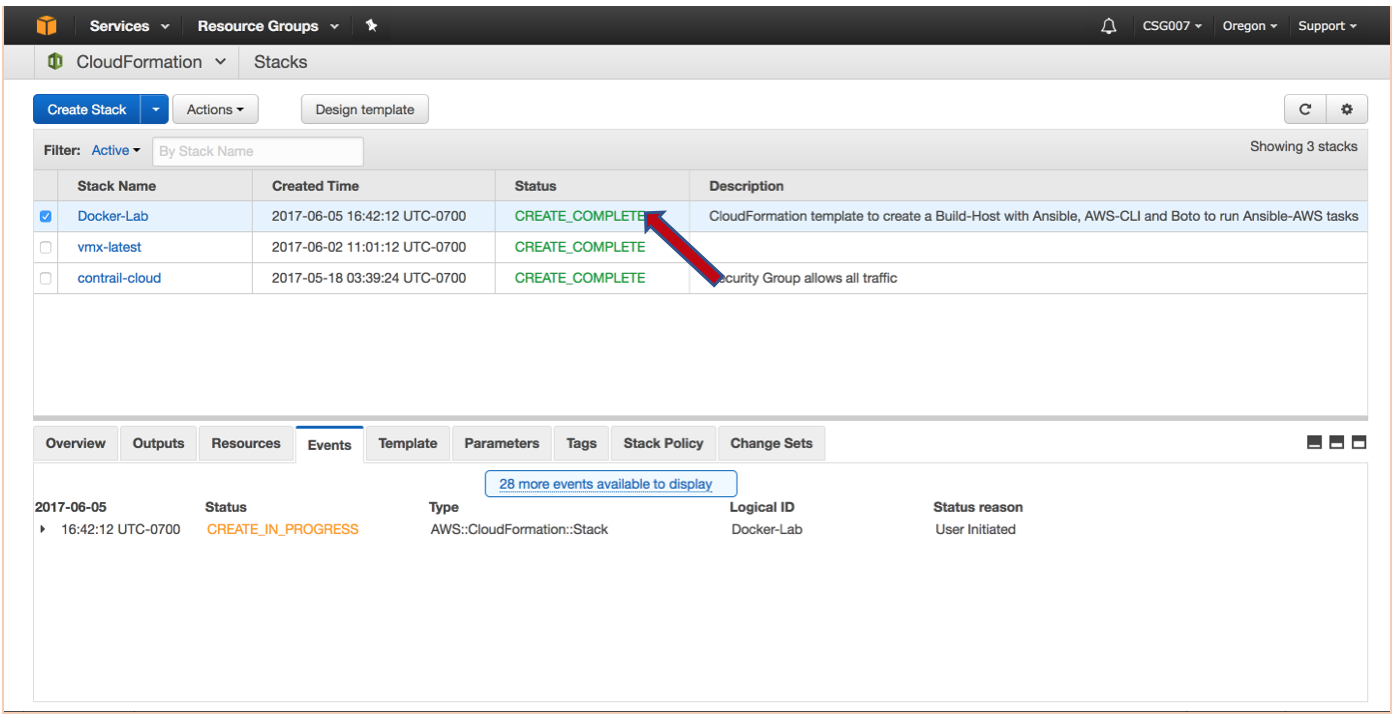 Services Resource Groups CSG007 Oregon Support
CloudFormation Stacks
Create Stack Actions Design template
Filter: Active By Stack Name Showing 3 stacks
Stack Name Created Time Status Description
Docker-Lab 2017-06-05 16:42:12 UTC-0700 CREATE_COMPLETE CloudFormation template to create a Build-Host with Ansible, AWS-CLI and Boto to run Ansible-AWS tasks
vmx-latest 2017-06-02 11:01:12 UTC-0700 CREATE_COMPLETE
contrail-cloud 2017-05-18 03:39:24 UTC-0700 CREATE_COMPLETE Security Group allows all traffic
Overview Outputs Resources Events Template Parameters Tags Stack Policy Change Sets
28 more events available to display
2017-06-05 Status Type Logical ID Status reason
16:42:12 UTC-0700 CREATE_IN_PROGRESS AWS::CloudFormation::Stack Docker-Lab User Initiated